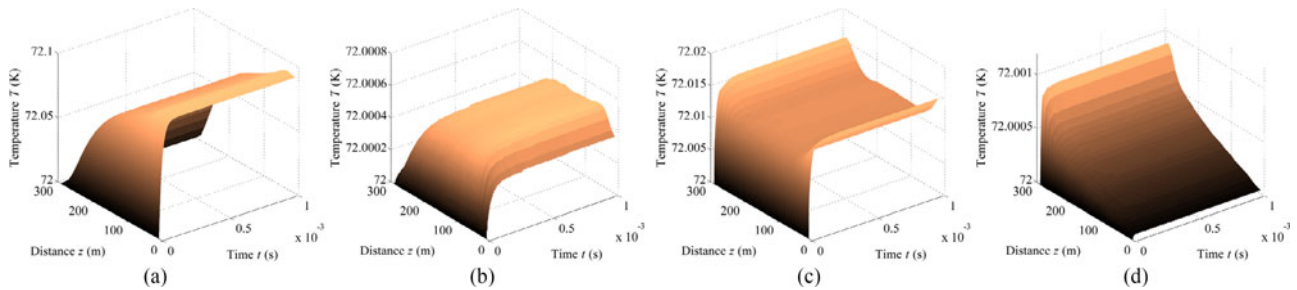 72.1
72.05
72
300
200
100
0
0
0.5
1
x 10⁻³
Temperature T (K)
Distance z (m)
Time t (s)
(a)
72.0008
72.0006
72.0004
72.0002
72
300
200
100
0
0
0.5
1
x 10⁻³
Temperature T (K)
Distance z (m)
Time t (s)
(b)
72.02
72.015
72.01
72.005
72
300
200
100
0
0
0.5
1
x 10⁻³
Temperature T (K)
Distance z (m)
Time t (s)
(c)
72.001
72.0005
72
300
200
100
0
0
0.5
1
x 10⁻³
Temperature T (K)
Distance z (m)
Time t (s)
(d)